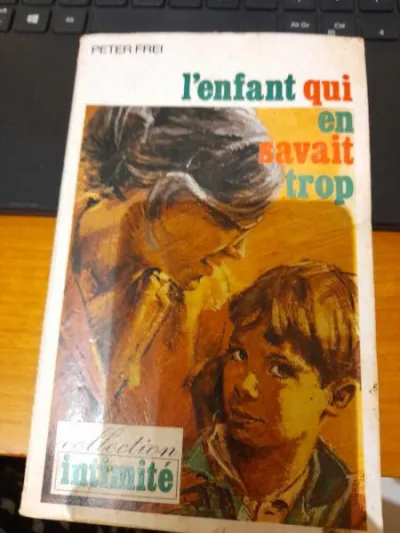 PETER FREI
l'enfant qui
en
savait
trop
collection
intimité